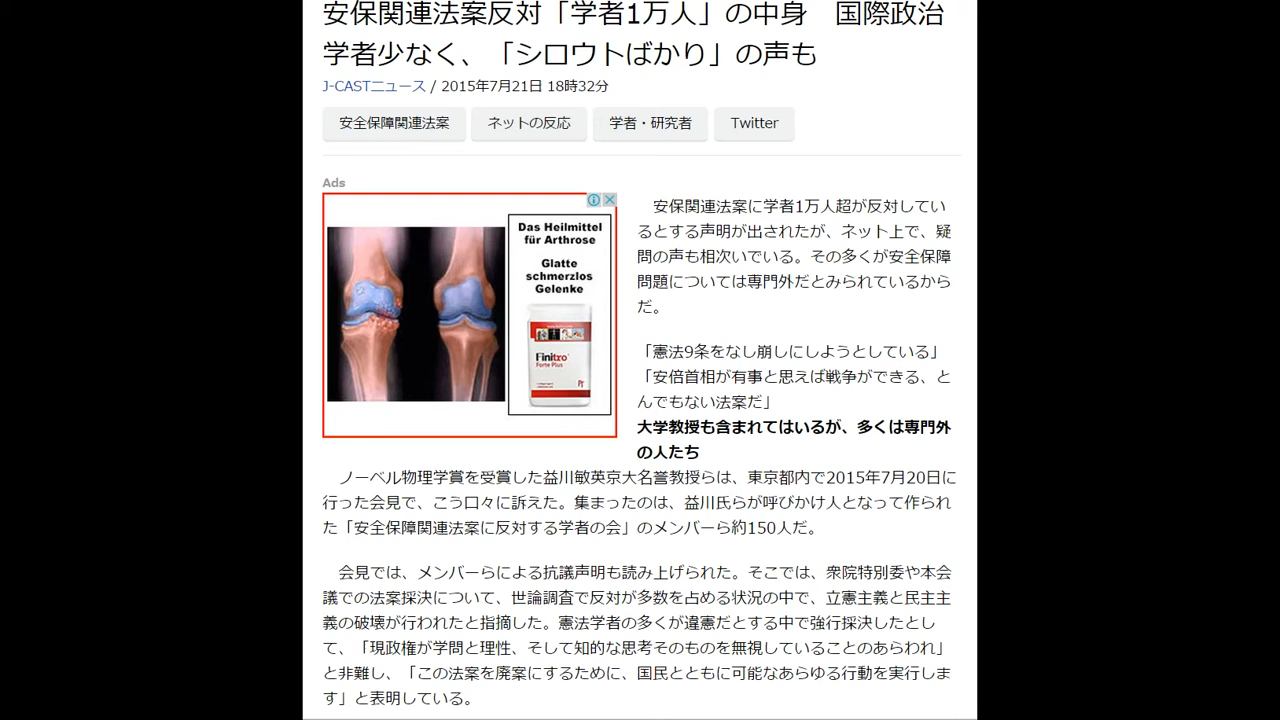 安保関連法案反対「学者1万人」の中身　国際政治
学者少なく、「シロウトばかり」の声も
J-CASTニュース / 2015年7月21日 18時32分
安全保障関連法案
ネットの反応
学者・研究者
Twitter
Ads
Das Heilmittel
für Arthrose
Glatte
schmerzlos
Gelenke
Finitro
Forte Plus
　安保関連法案に学者1万人超が反対してい
るとする声明が出されたが、ネット上で、疑
問の声も相次いでいる。その多くが安全保障
問題については専門外だとみられているから
だ。
「憲法9条をなし崩しにしようとしている」
「安倍首相が有事と思えば戦争ができる、と
んでもない法案だ」
大学教授も含まれてはいるが、多くは専門外
の人たち
　ノーベル物理学賞を受賞した益川敏英京大名誉教授らは、東京都内で2015年7月20日に
行った会見で、こう口々に訴えた。集まったのは、益川氏らが呼びかけ人となって作られ
た「安全保障関連法案に反対する学者の会」のメンバーら約150人だ。
　会見では、メンバーらによる抗議声明も読み上げられた。そこでは、衆院特別委や本会
議での法案採決について、世論調査で反対が多数を占める状況の中で、立憲主義と民主主
義の破壊が行われたと指摘した。憲法学者の多くが違憲だとする中で強行採決したとし
て、「現政権が学問と理性、そして知的な思考そのものを無視していることのあらわれ」
と非難し、「この法案を廃案にするために、国民とともに可能なあらゆる行動を実行しま
す」と表明している。